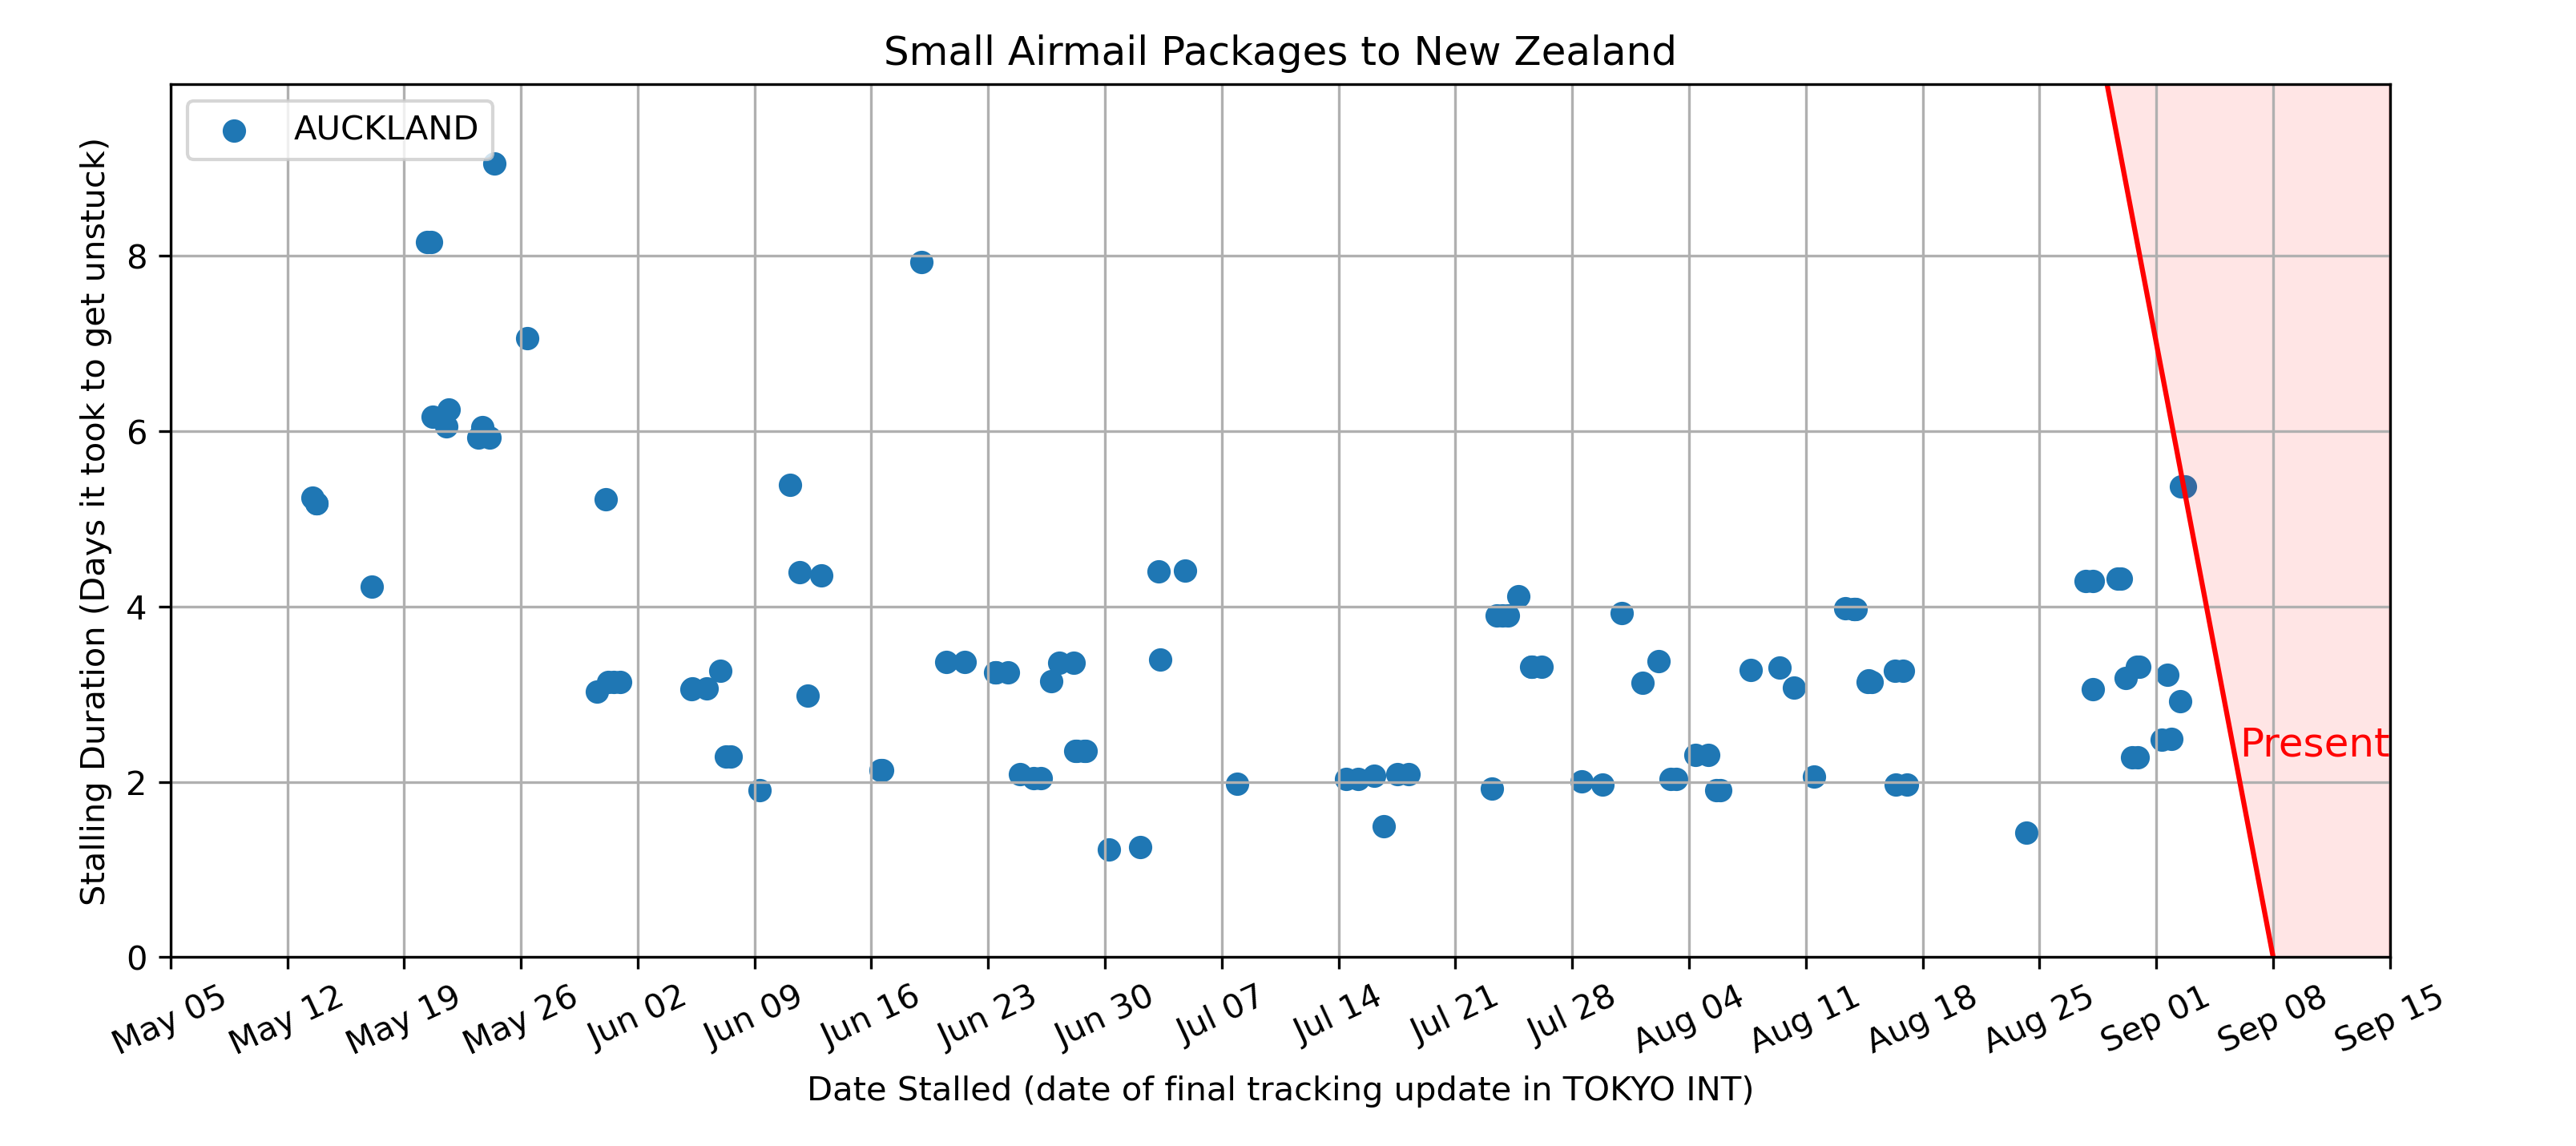 Small Airmail Packages to New Zealand
AUCKLAND
Stalling Duration (Days it took to get unstuck)
8
6
4
2
0
Present
May 05 May 12 May 19 May 26 Jun 02 Jun 09 Jun 16 Jun 23 Jun 30 Jul 07 Jul 14 Jul 21 Jul 28 Aug 04 Aug 11 Aug 18 Aug 25 Sep 01 Sep 08 Sep 15
Date Stalled (date of final tracking update in TOKYO INT)